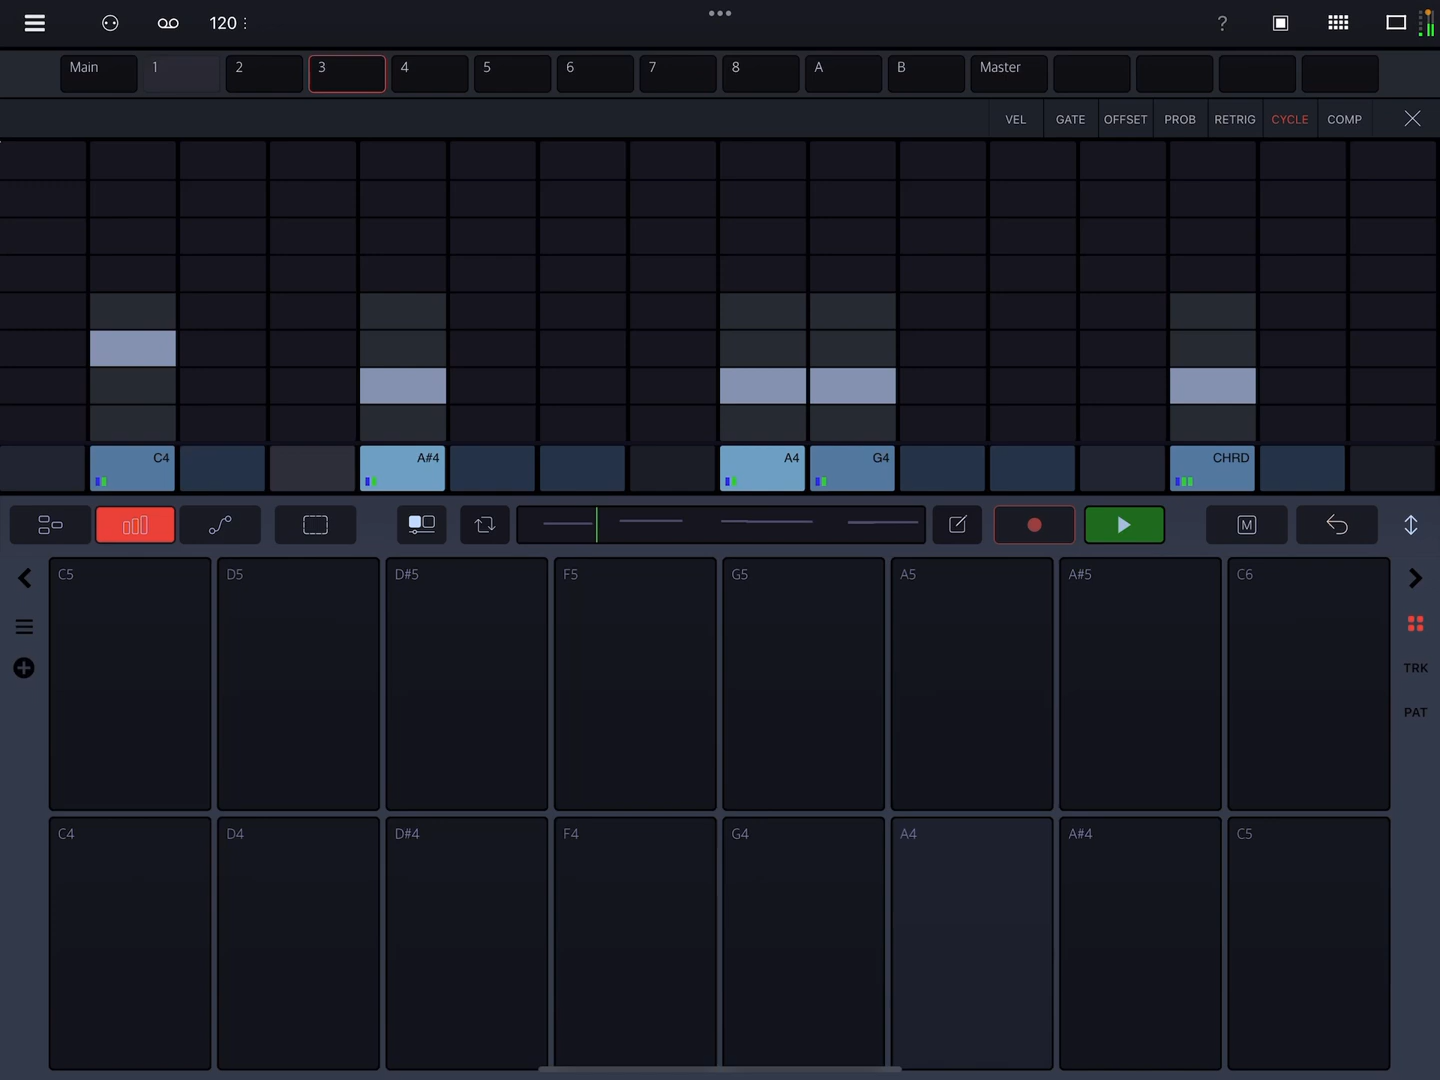 120
?
Main 1 2 3 4 5 6 7 8 A B Master
VEL GATE OFFSET PROB RETRIG CYCLE COMP
C4 A#4 A4 G4 CHRD
M
C5 D5 D#5 F5 G5 A5 A#5 C6
TRK
PAT
C4 D4 D#4 F4 G4 A4 A#4 C5